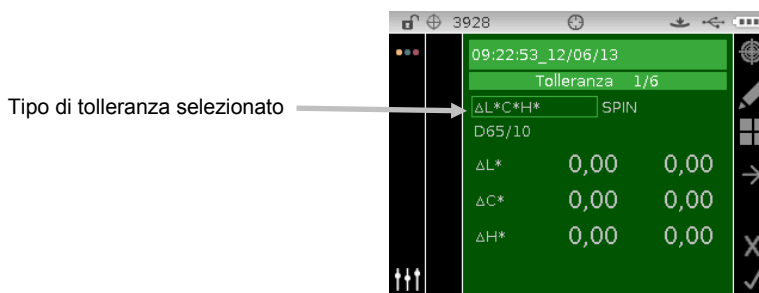 3928
09:22:53_12/06/13
Tolleranza 1/6
Tipo di tolleranza selezionato
ΔL*C*H* SPIN
D65/10
ΔL* 0,00 0,00
ΔC* 0,00 0,00
ΔH* 0,00 0,00